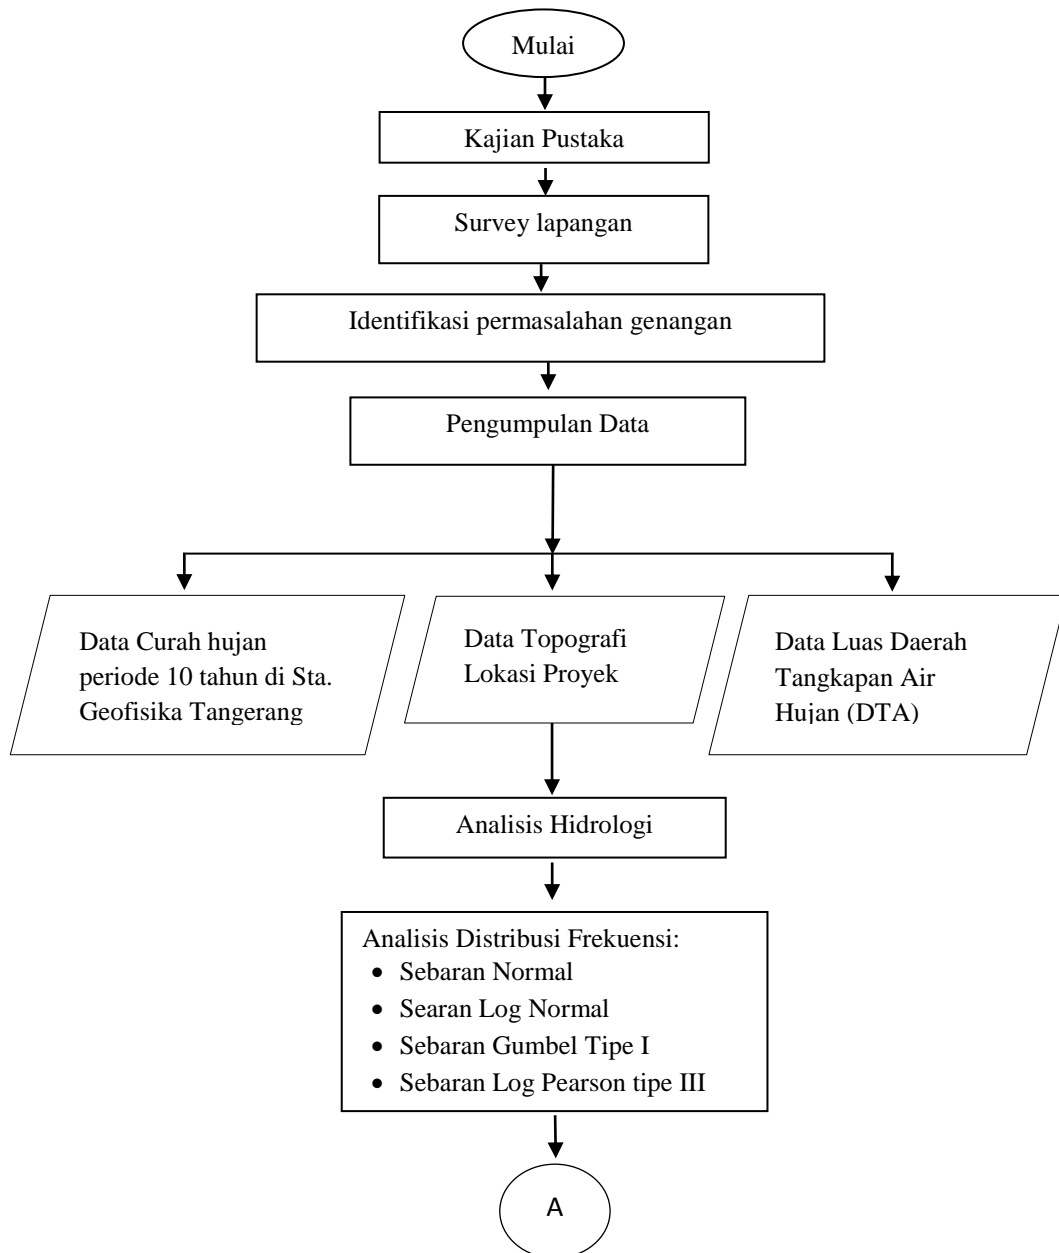 Mulai
Kajian Pustaka
Survey lapangan
Identifikasi permasalahan genangan
Pengumpulan Data
Data Curah hujan
periode 10 tahun di Sta.
Geofisika Tangerang
Data Topografi
Lokasi Proyek
Data Luas Daerah
Tangkapan Air
Hujan (DTA)
Analisis Hidrologi
Analisis Distribusi Frekuensi:
• Sebaran Normal
• Searan Log Normal
• Sebaran Gumbel Tipe I
• Sebaran Log Pearson tipe III
A